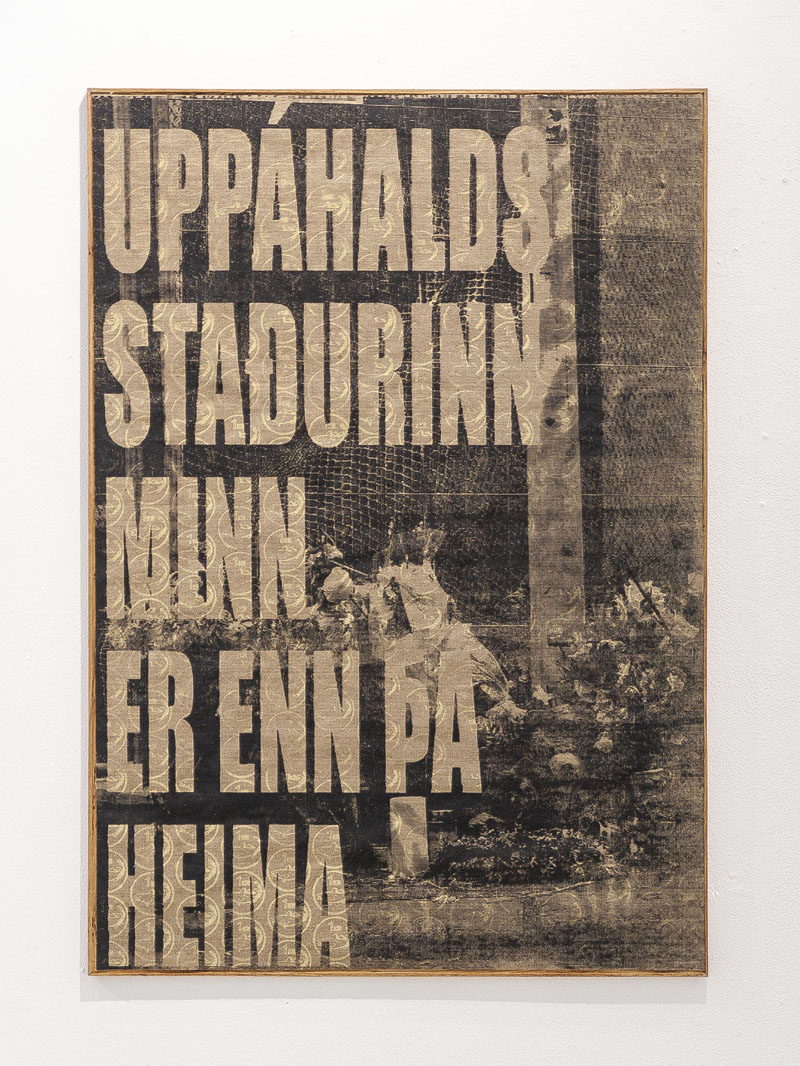 UPPÁHALDS
STAÐURINN
MINN
ER ENN ÞÁ
HEIMA